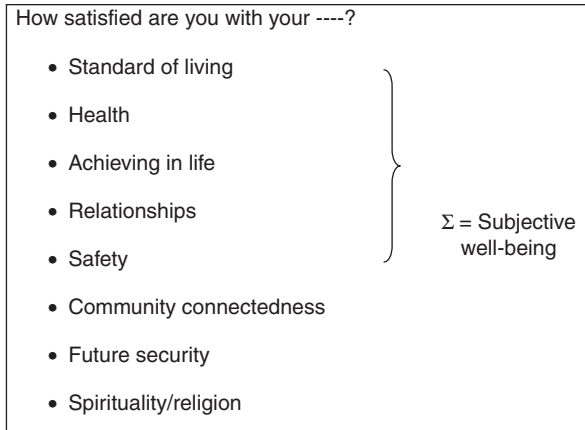 How satisfied are you with your ----?
• Standard of living
• Health
• Achieving in life
• Relationships
• Safety
• Community connectedness
• Future security
• Spirituality/religion
Σ = Subjective
well-being